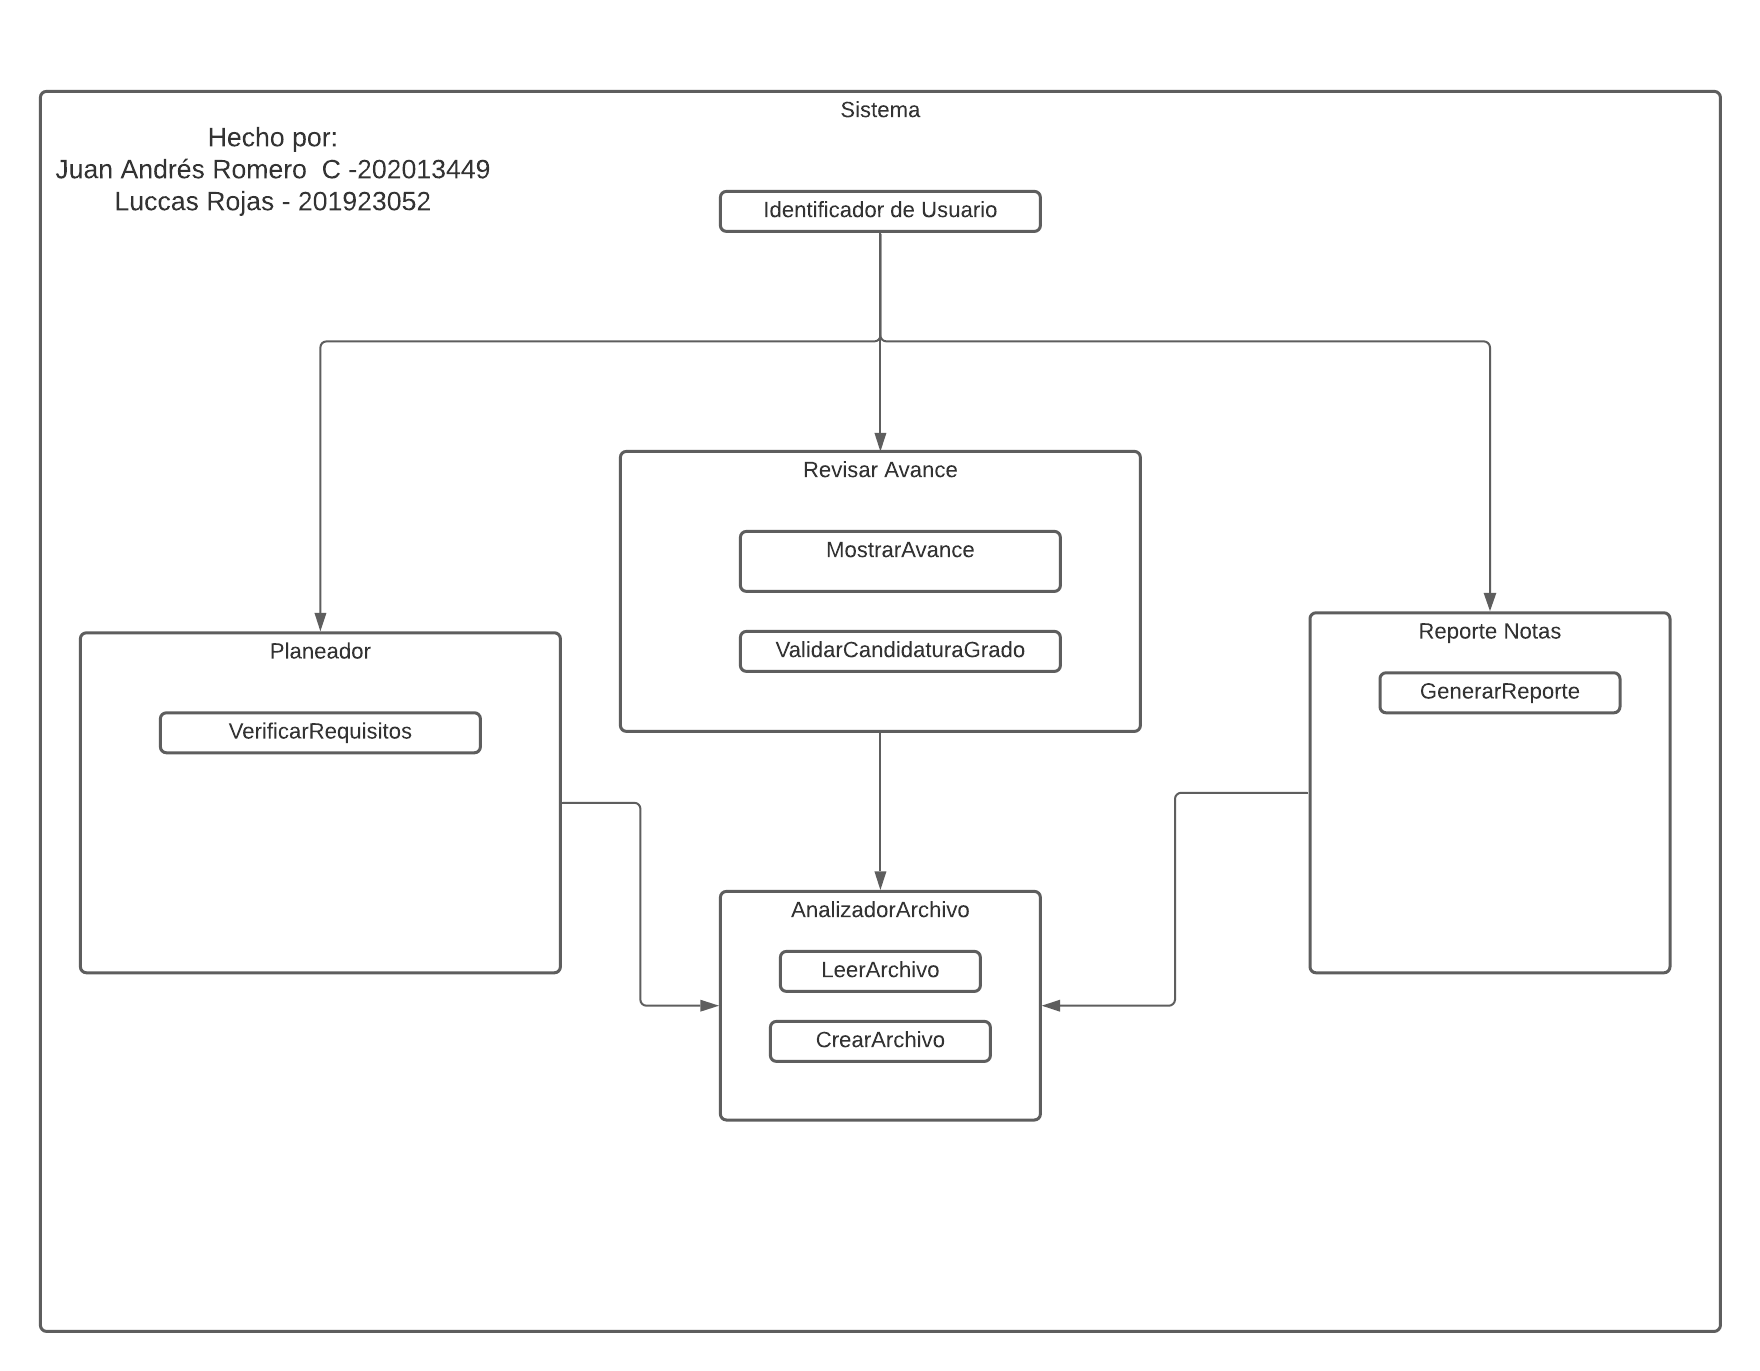 Sistema
Hecho por:
Juan Andrés Romero  C -202013449
Luccas Rojas - 201923052
Identificador de Usuario
Revisar Avance
MostrarAvance
ValidarCandidaturaGrado
Planeador
VerificarRequisitos
Reporte Notas
GenerarReporte
AnalizadorArchivo
LeerArchivo
CrearArchivo